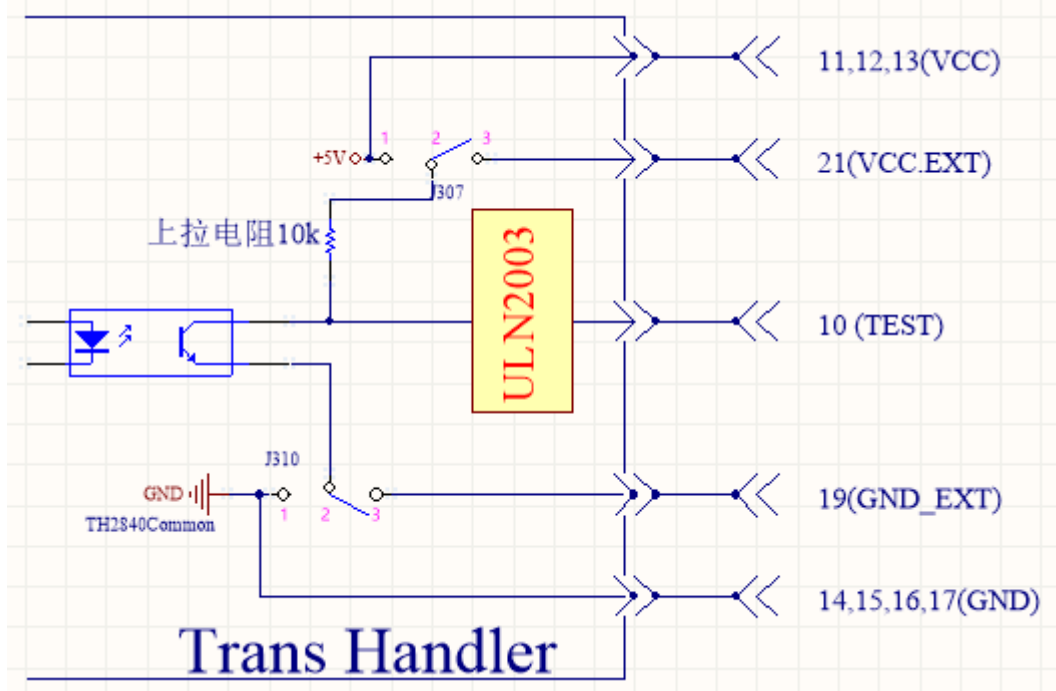 11,12,13(VCC)
1 2 3
+5V
21(VCC.EXT)
J307
上拉电阻10k
ULN2003
10 (TEST)
J310
GND
1 2 3
19(GND_EXT)
TH2840Common
14,15,16,17(GND)
Trans Handler